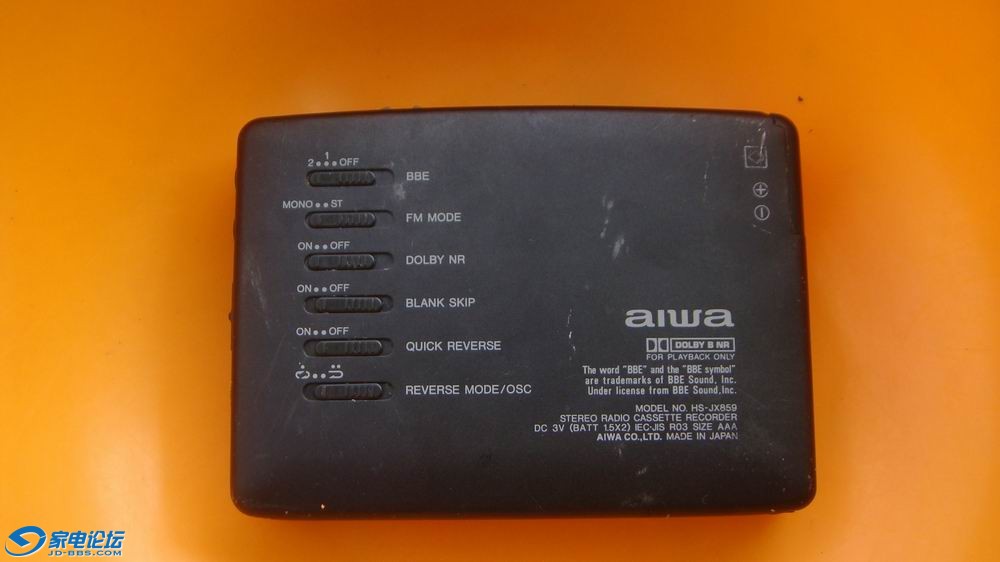 2 1 OFF
BBE
MONO ST
FM MODE
ON OFF
DOLBY NR
ON OFF
BLANK SKIP
ON OFF
QUICK REVERSE
REVERSE MODE/OSC
aiwa
DOLBY B NR
FOR PLAYBACK ONLY
The word "BBE" and the "BBE symbol"
are trademarks of BBE Sound, Inc.
Under license from BBE Sound,Inc.
MODEL NO. HS-JX859
STEREO RADIO CASSETTE RECORDER
DC 3V (BATT 1.5X2) IEC·JIS R03 SIZE AAA
AIWA CO.,LTD. MADE IN JAPAN
家电论坛
JD-BBS.COM